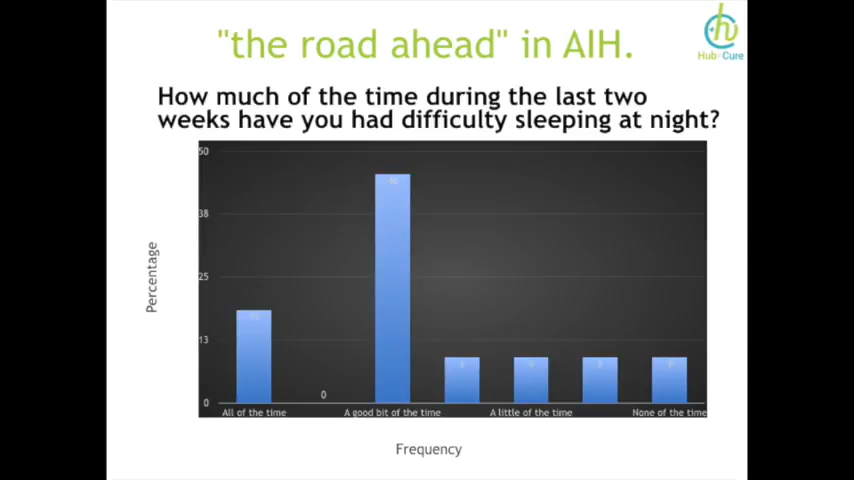 "the road ahead" in AIH.
Hub Cure
How much of the time during the last two
weeks have you had difficulty sleeping at night?
50
38
25
13
0
Percentage
0
All of the time
A good bit of the time
A little of the time
None of the time
Frequency